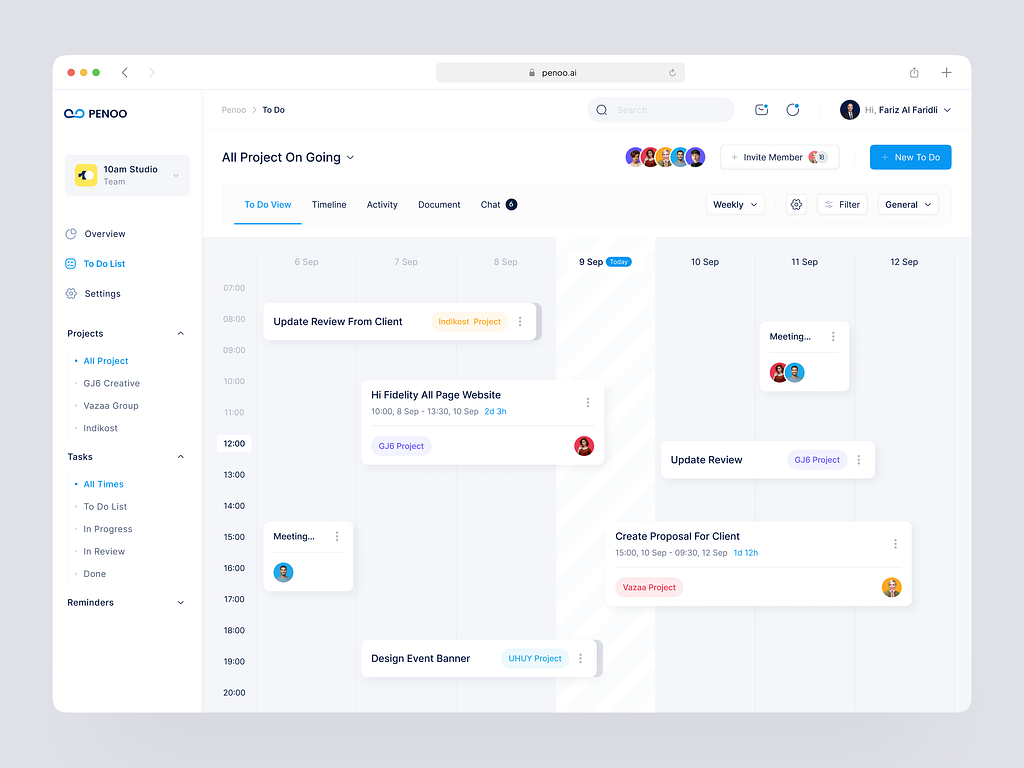 penoo.ai
PENOO
Penoo > To Do
Search
Hi, Fariz Al Faridli
10am Studio
Team
All Project On Going
+ Invite Member 18
+ New To Do
To Do View Timeline Activity Document Chat 6
Weekly
Filter
General
Overview
To Do List
Settings
Projects
All Project
GJ6 Creative
Vazaa Group
Indikost
Tasks
All Times
To Do List
In Progress
In Review
Done
Reminders
6 Sep 7 Sep 8 Sep 9 Sep Today 10 Sep 11 Sep 12 Sep
07:00
08:00
09:00
10:00
11:00
12:00
13:00
14:00
15:00
16:00
17:00
18:00
19:00
20:00
Update Review From Client Indikost Project
Meeting...
Hi Fidelity All Page Website
10:00, 8 Sep - 13:30, 10 Sep 2d 3h
GJ6 Project
Update Review GJ6 Project
Meeting...
Create Proposal For Client
15:00, 10 Sep - 09:30, 12 Sep 1d 12h
Vazaa Project
Design Event Banner UHUY Project